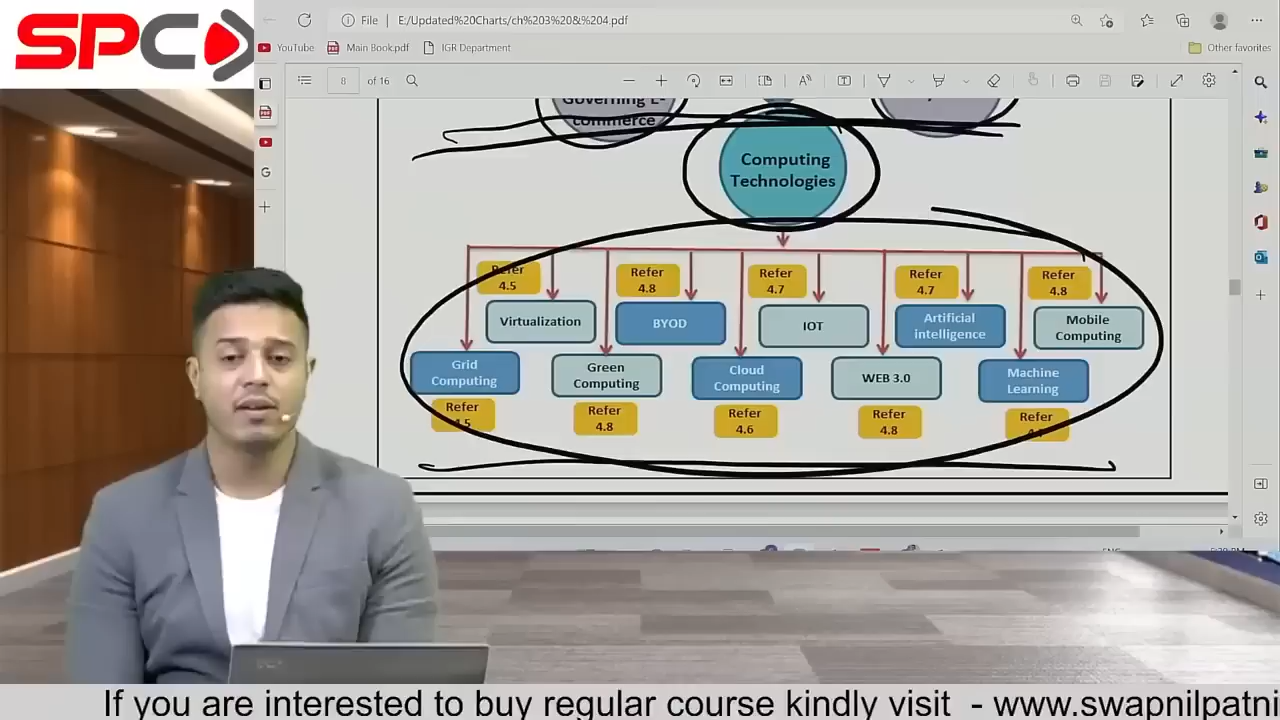 SPC
File
E:/Updated%20Charts/ch%203%20&%204.pdf
YouTube
Main Book.pdf
IGR Department
Other favorites
8
of 16
Governing E-
commerce
Computing
Technologies
Refer
4.5
Refer
4.8
Refer
4.7
Refer
4.7
Refer
4.8
Virtualization
BYOD
IOT
Artificial
intelligence
Mobile
Computing
Grid
Computing
Green
Computing
Cloud
Computing
WEB 3.0
Machine
Learning
Refer
4.5
Refer
4.8
Refer
4.6
Refer
4.8
Refer
If you are interested to buy regular course kindly visit - www.swapnilpatni